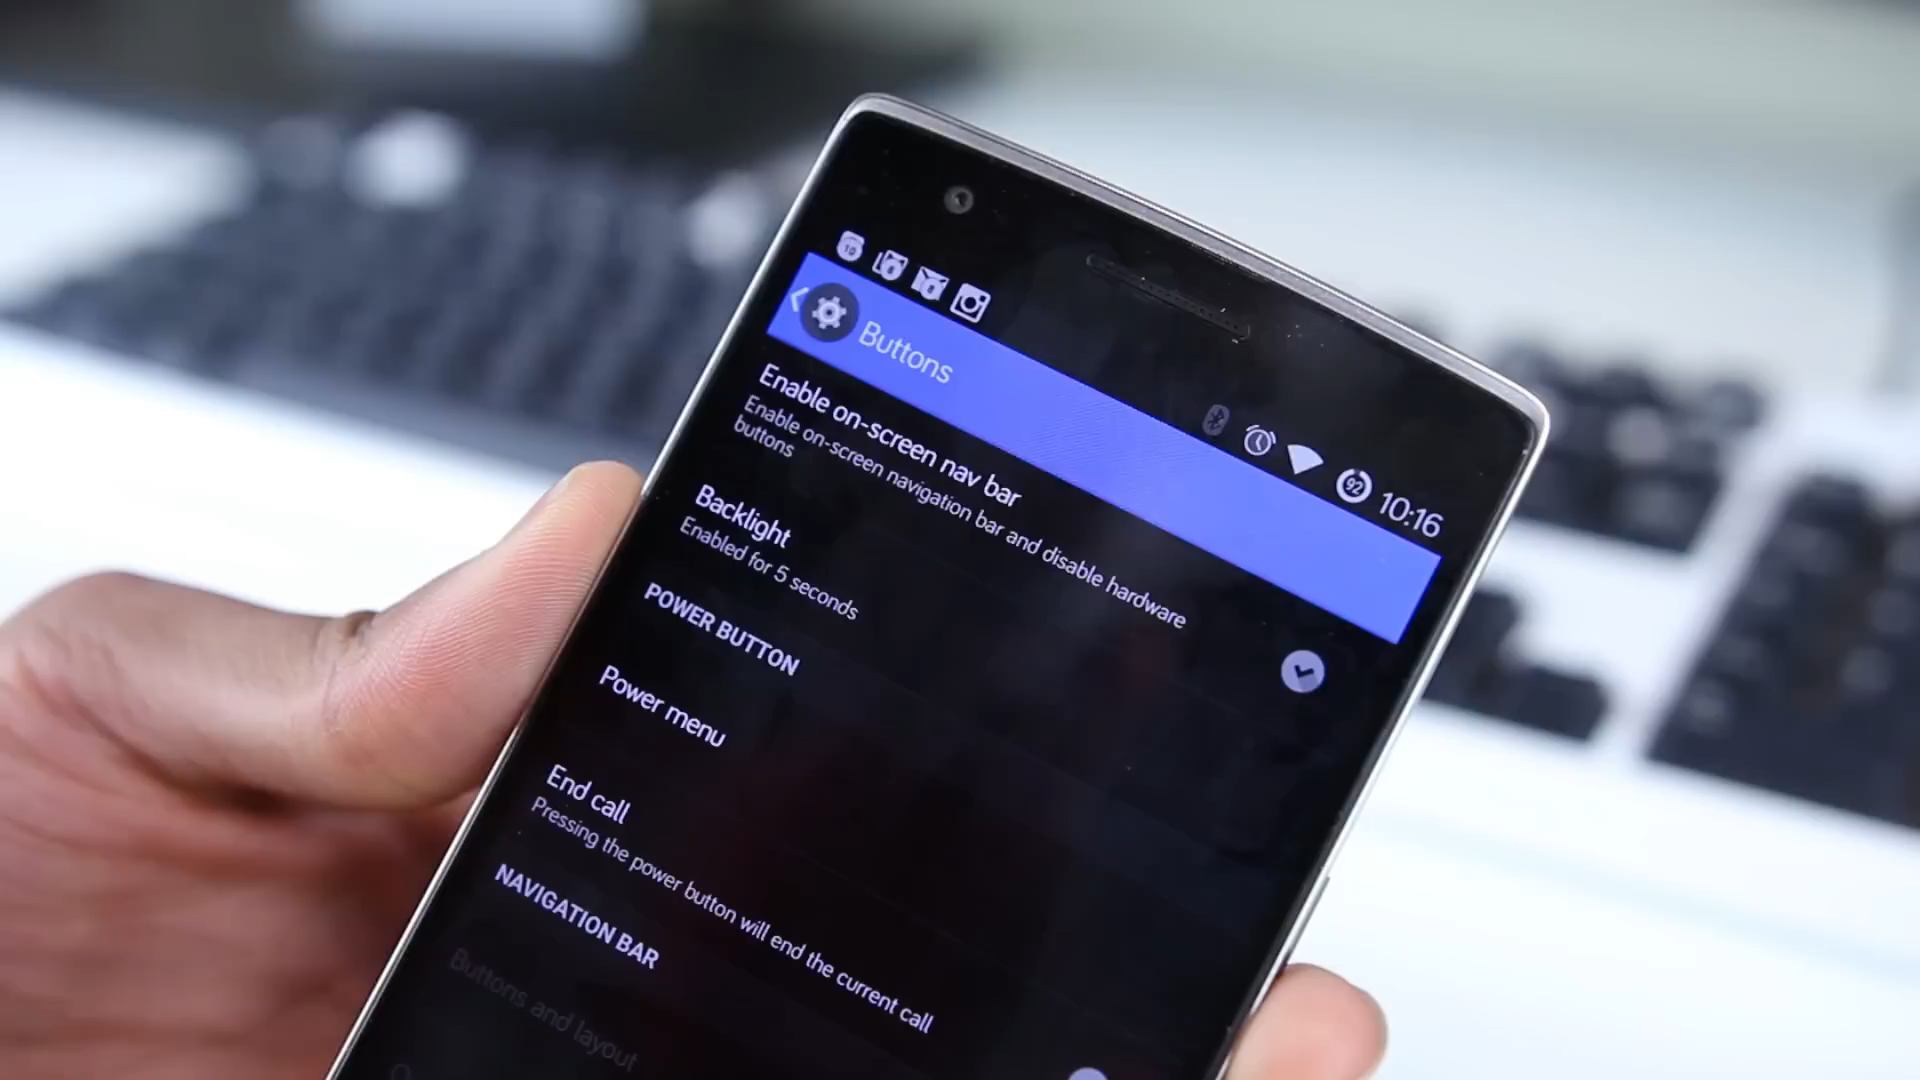 92 10:16
Buttons
Enable on-screen nav bar
Enable on-screen navigation bar and disable hardware
buttons
Backlight
Enabled for 5 seconds
POWER BUTTON
Power menu
End call
Pressing the power button will end the current call
NAVIGATION BAR
Buttons and layout